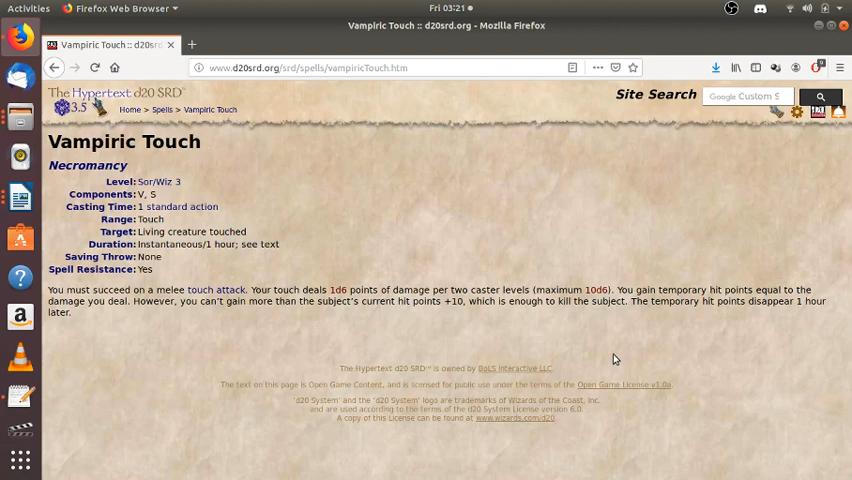 Activities Firefox Web Browser Fri 03:21
Vampiric Touch :: d20srd.org - Mozilla Firefox
Vampiric Touch :: d20srd
www.d20srd.org/srd/spells/vampiricTouch.htm
9
The Hypertext d20 SRD™
3.5
Home > Spells > Vampiric Touch
Site Search
Google Custom S
Vampiric Touch
Necromancy
Level: Sor/Wiz 3
Components: V, S
Casting Time: 1 standard action
Range: Touch
Target: Living creature touched
Duration: Instantaneous/1 hour; see text
Saving Throw: None
Spell Resistance: Yes
You must succeed on a melee touch attack. Your touch deals 1d6 points of damage per two caster levels (maximum 10d6). You gain temporary hit points equal to the
damage you deal. However, you can't gain more than the subject's current hit points +10, which is enough to kill the subject. The temporary hit points disappear 1 hour
later.
The Hypertext d20 SRD™ is owned by BoLS Interactive LLC.
The text on this page is Open Game Content, and is licensed for public use under the terms of the Open Game License v1.0a.
'd20 System' and the 'd20 System' logo are trademarks of Wizards of the Coast, Inc.
and are used according to the terms of the d20 System License version 6.0.
A copy of this License can be found at www.wizards.com/d20.